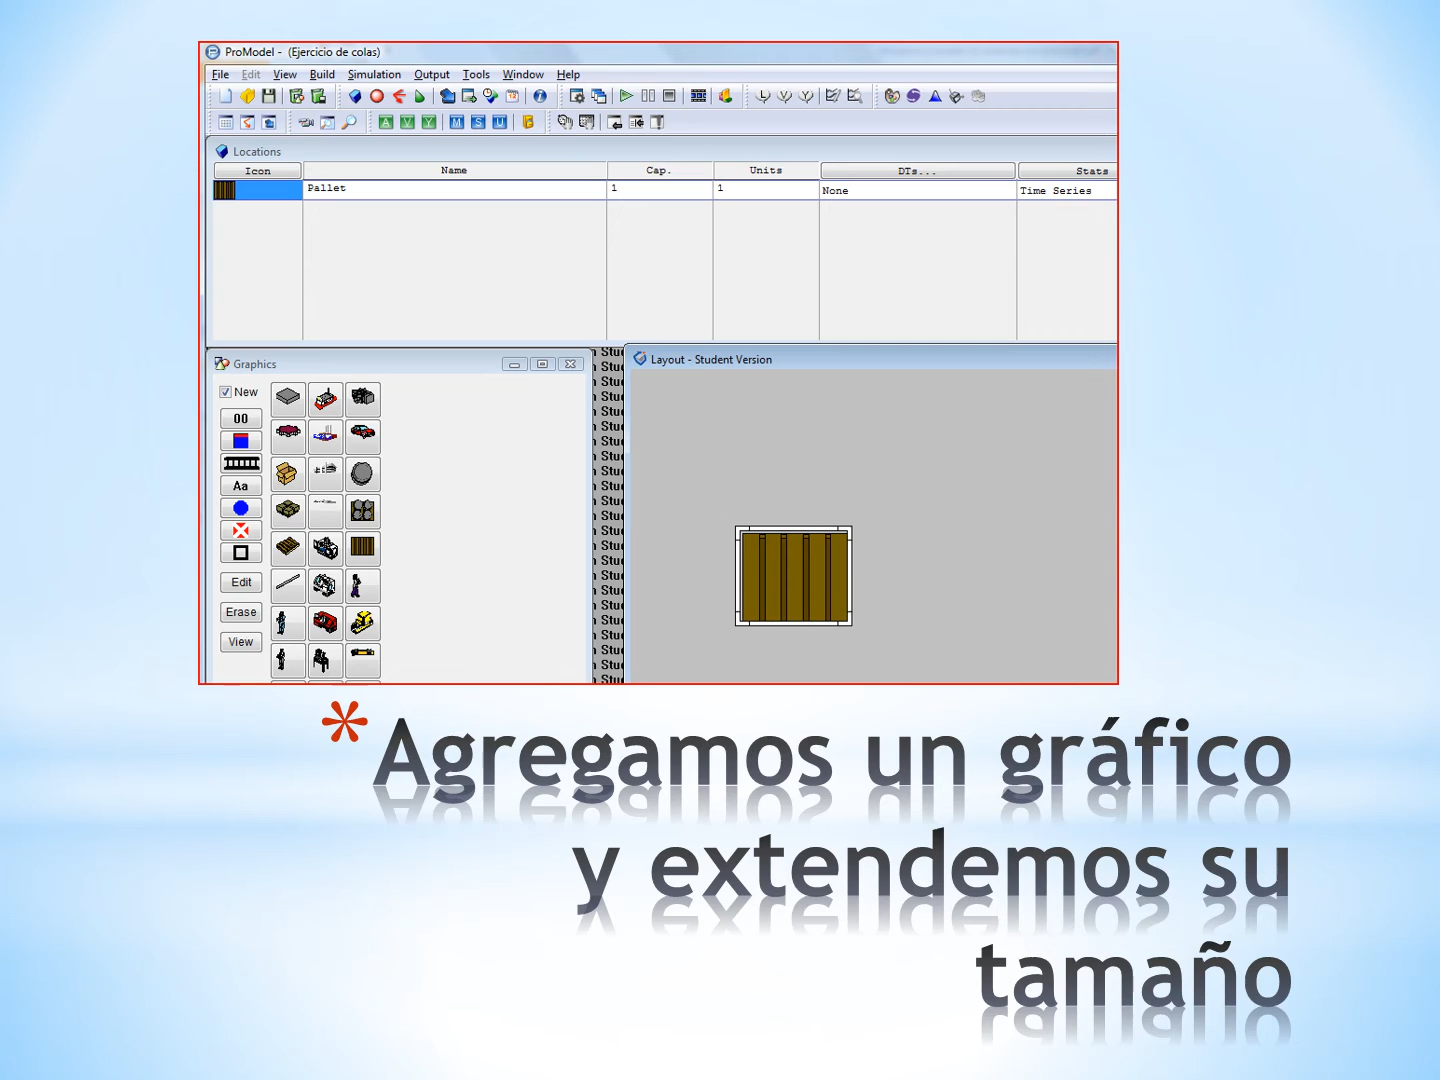 ProModel - (Ejercicio de colas)
File Edit View Build Simulation Output Tools Window Help
Locations
Icon Name Cap. Units DTs... Stats
Pallet 1 1 None Time Series
Graphics
Layout - Student Version
New
00
Aa
Edit
Erase
View
* Agregamos un gráfico
y extendemos su
tamaño